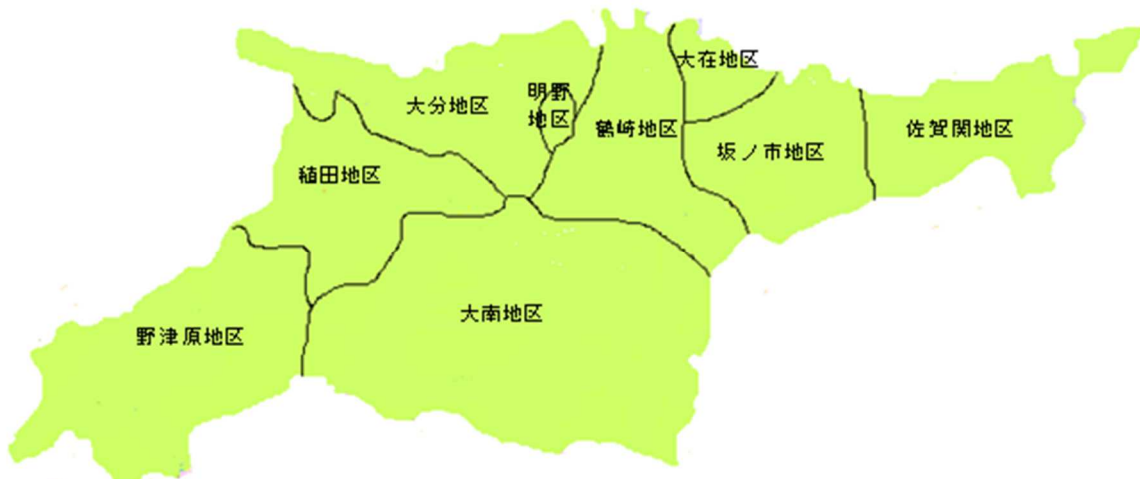 大在地区
大分地区
明野
地区
鶴崎地区
坂ノ市地区
佐賀関地区
稙田地区
大南地区
野津原地区